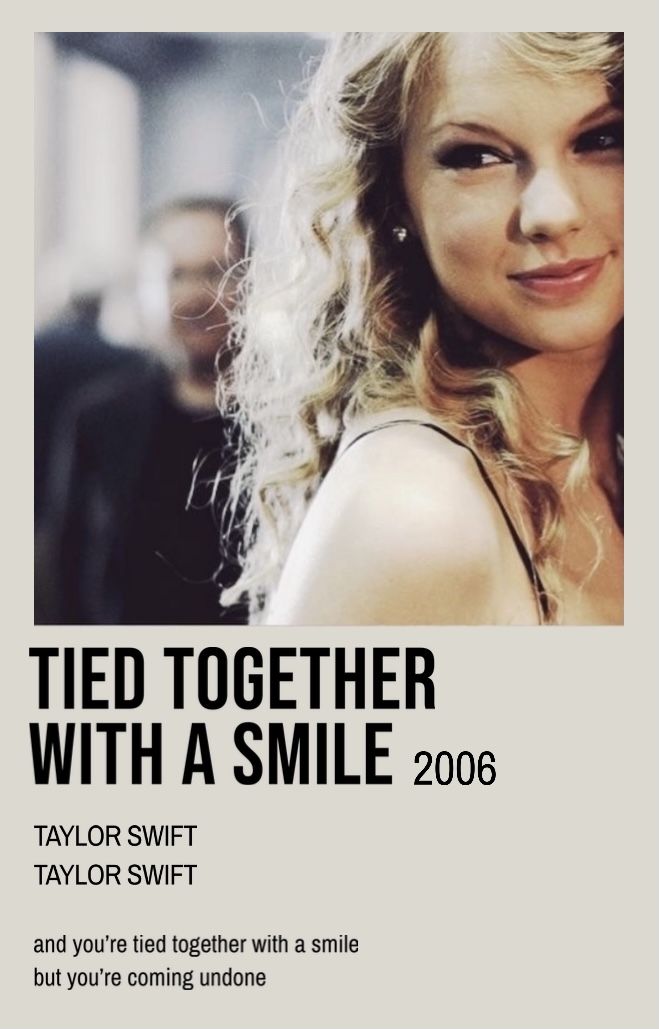 TIED TOGETHER
WITH A SMILE 2006
TAYLOR SWIFT
TAYLOR SWIFT
and you’re tied together with a smile
but you’re coming undone